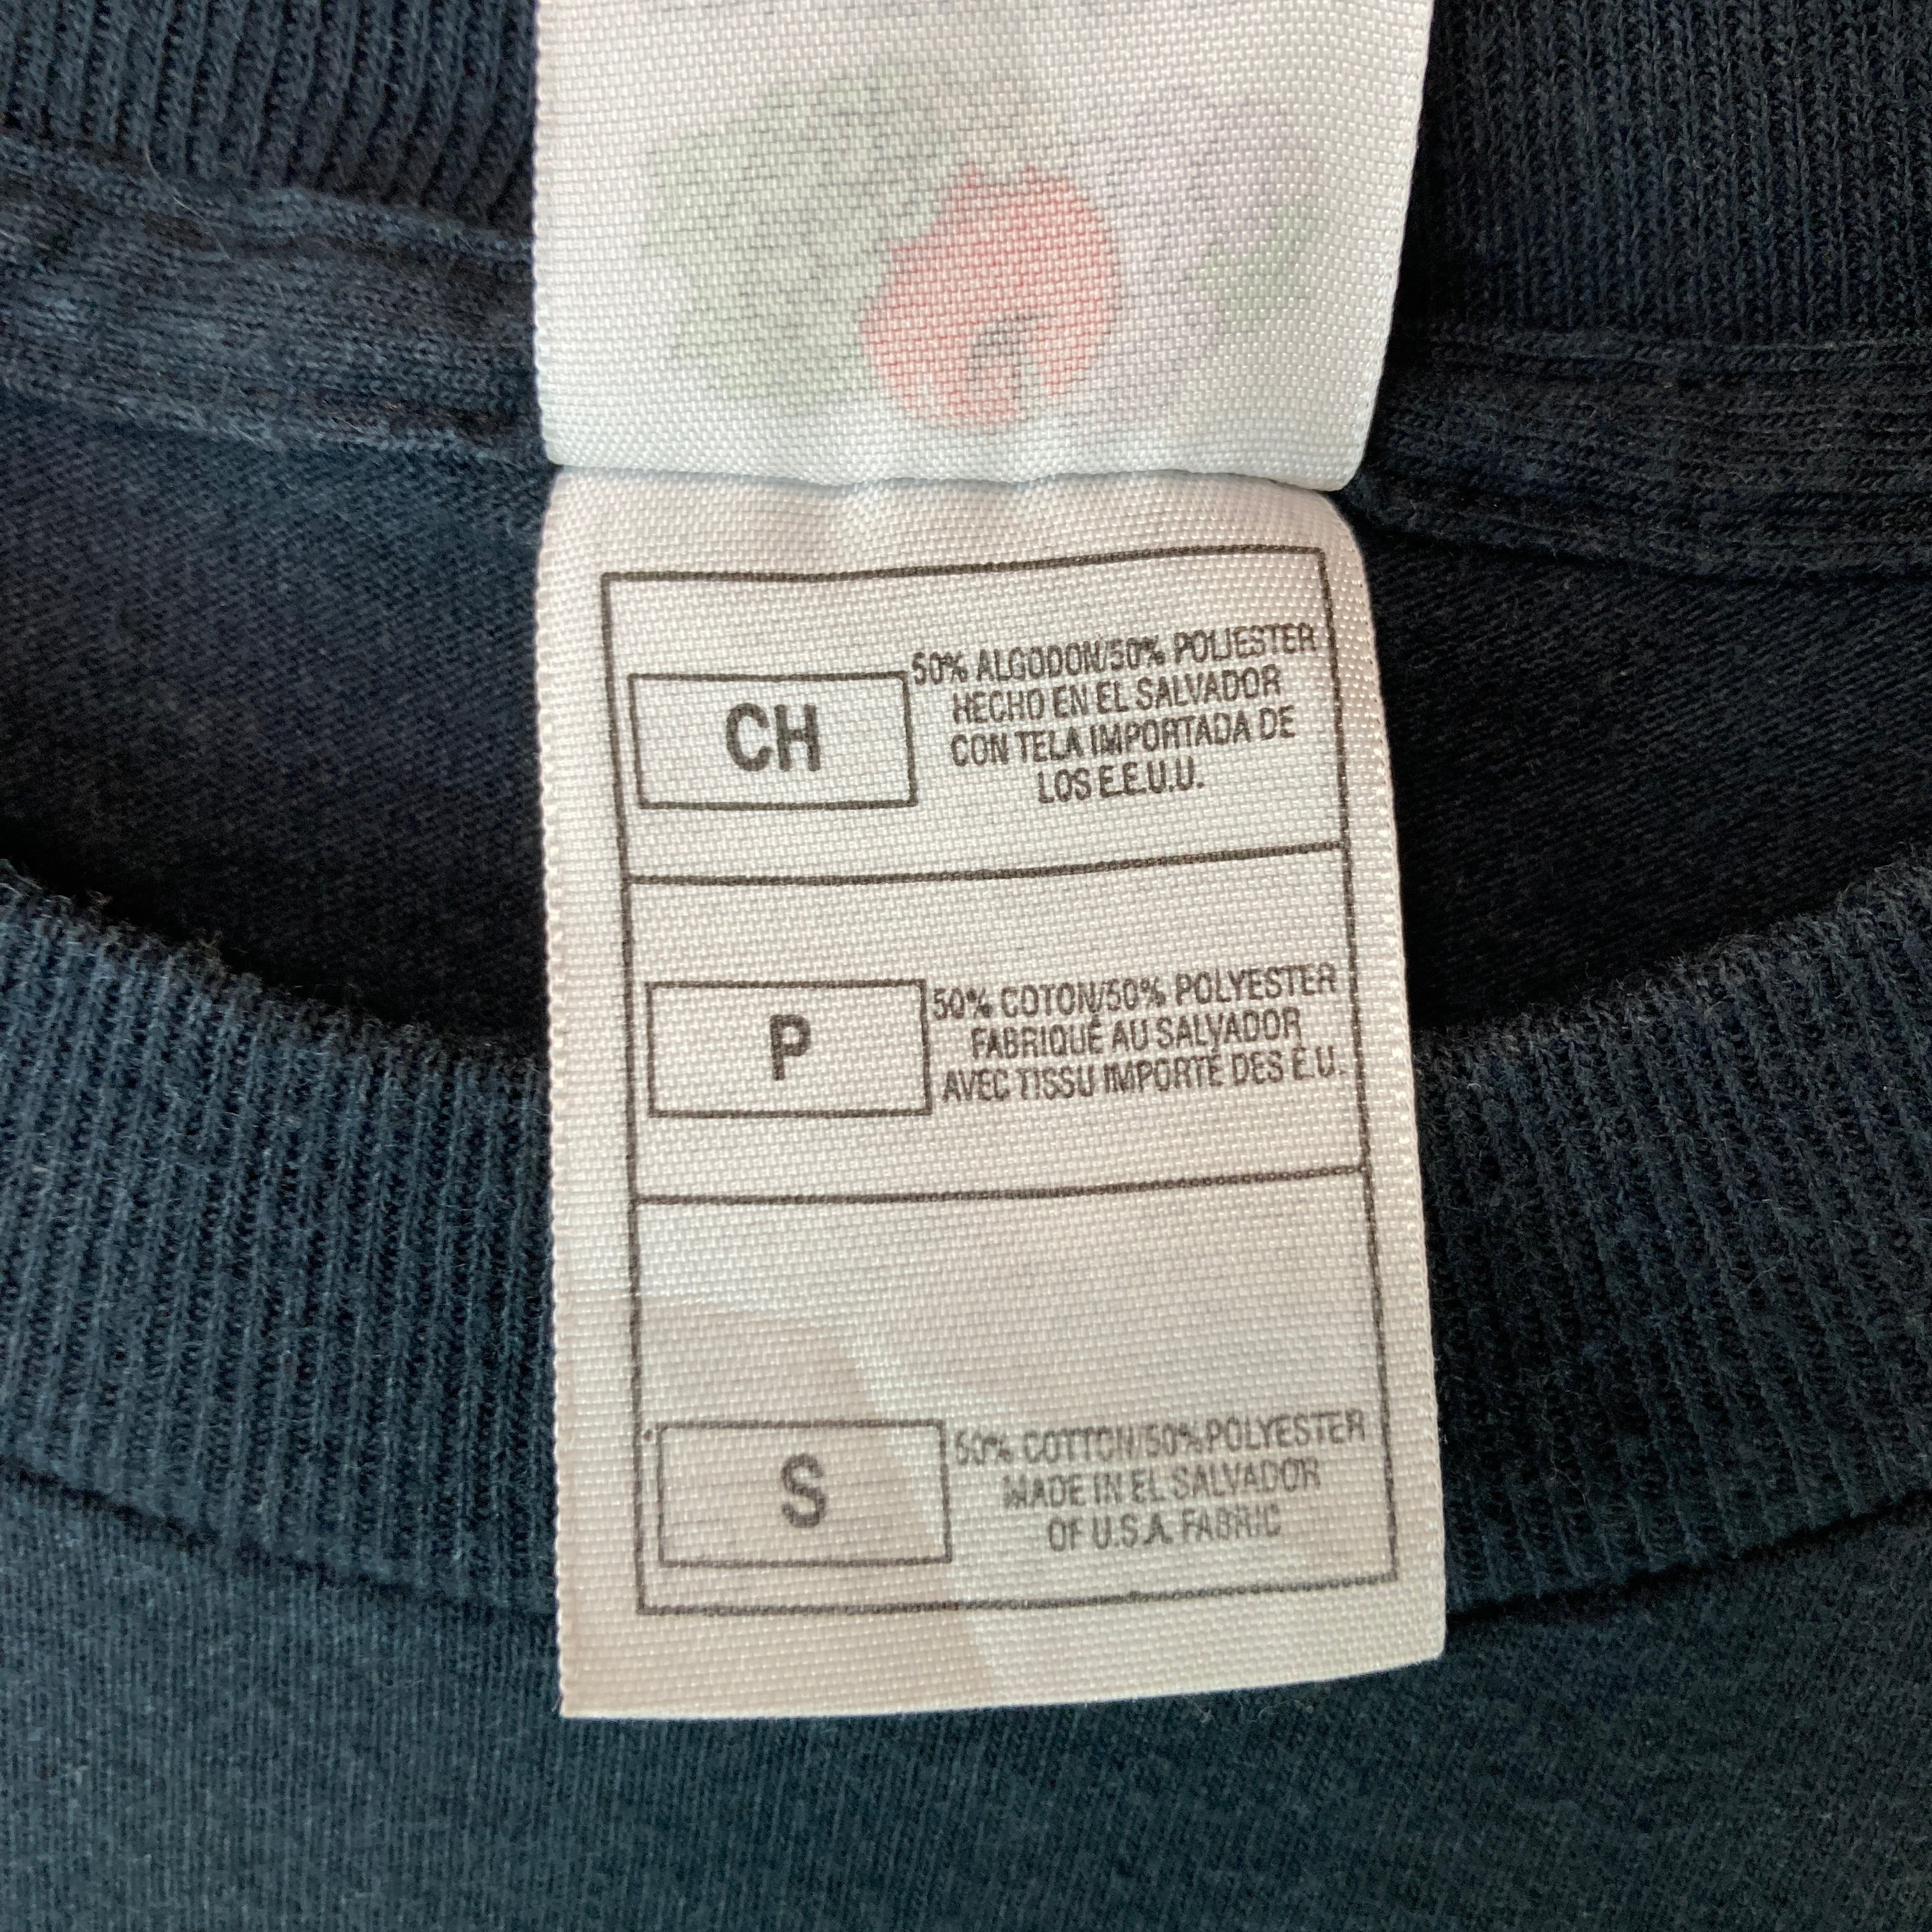 CH
50% ALGODON/50% POLIESTER
HECHO EN EL SALVADOR
CON TELA IMPORTADA DE
LOS E.E.U.U.
P
50% COTON/50% POLYESTER
FABRIQUÉ AU SALVADOR
AVEC TISSU IMPORTÉ DES É.U.
S
50% COTTON/50%POLYESTER
MADE IN EL SALVADOR
OF U.S.A. FABRIC